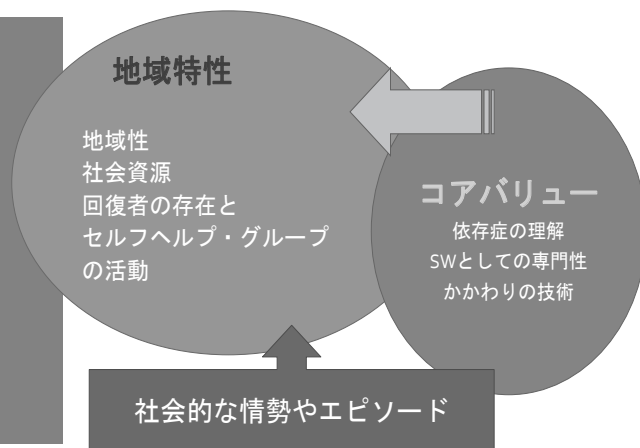 地域特性
地域性
社会資源
回復者の存在と
セルフヘルプ・グループ
の活動
コアバリュー
依存症の理解
SWとしての専門性
かかわりの技術
社会的な情勢やエピソード